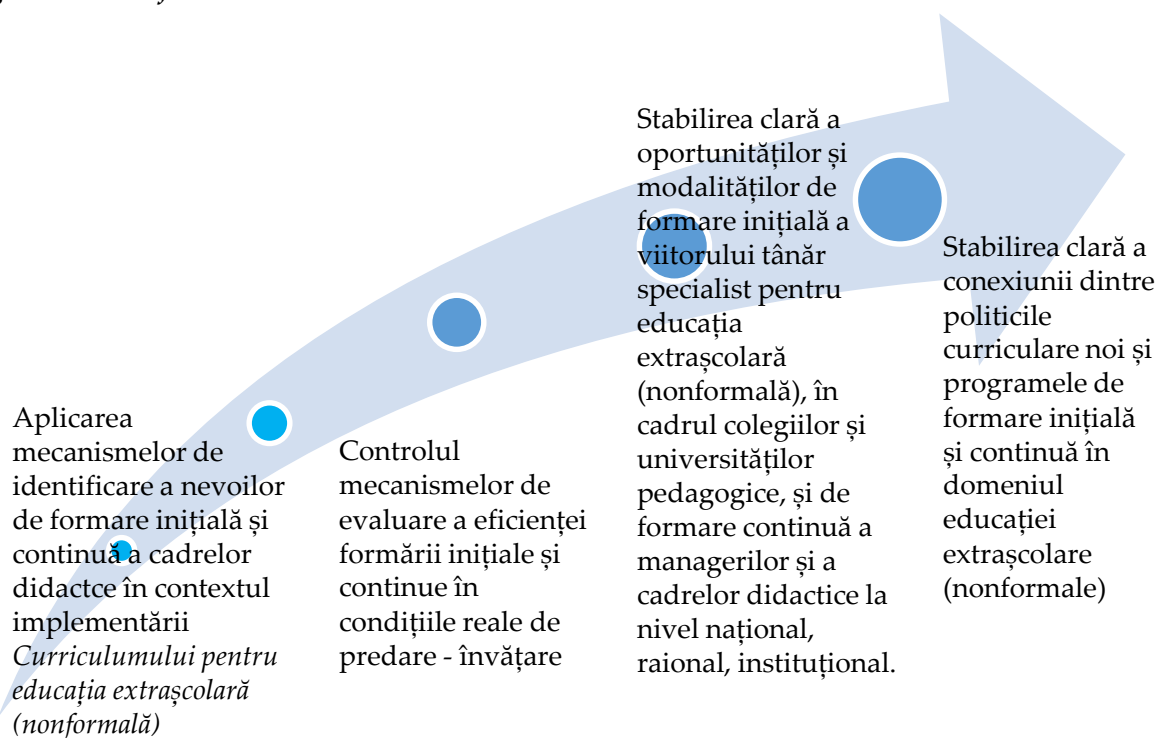 Aplicarea
mecanismelor de
identificare a nevoilor
de formare inițială și
continuă a cadrelor
didactce în contextul
implementării
Curriculumului pentru
educația extrașcolară
(nonformală)
Controlul
mecanismelor de
evaluare a eficienței
formării inițiale și
continue în
condițiile reale de
predare - învățare
Stabilirea clară a
oportunităților și
modalităților de
formare inițială a
viitorului tânăr
specialist pentru
educația
extrașcolară
(nonformală), în
cadrul colegiilor și
universităților
pedagogice, și de
formare continuă a
managerilor și a
cadrelor didactice la
nivel național,
raional, instituțional.
Stabilirea clară a
conexiunii dintre
politicile
curriculare noi și
programele de
formare inițială
și continuă în
domeniul
educației
extrașcolare
(nonformale)